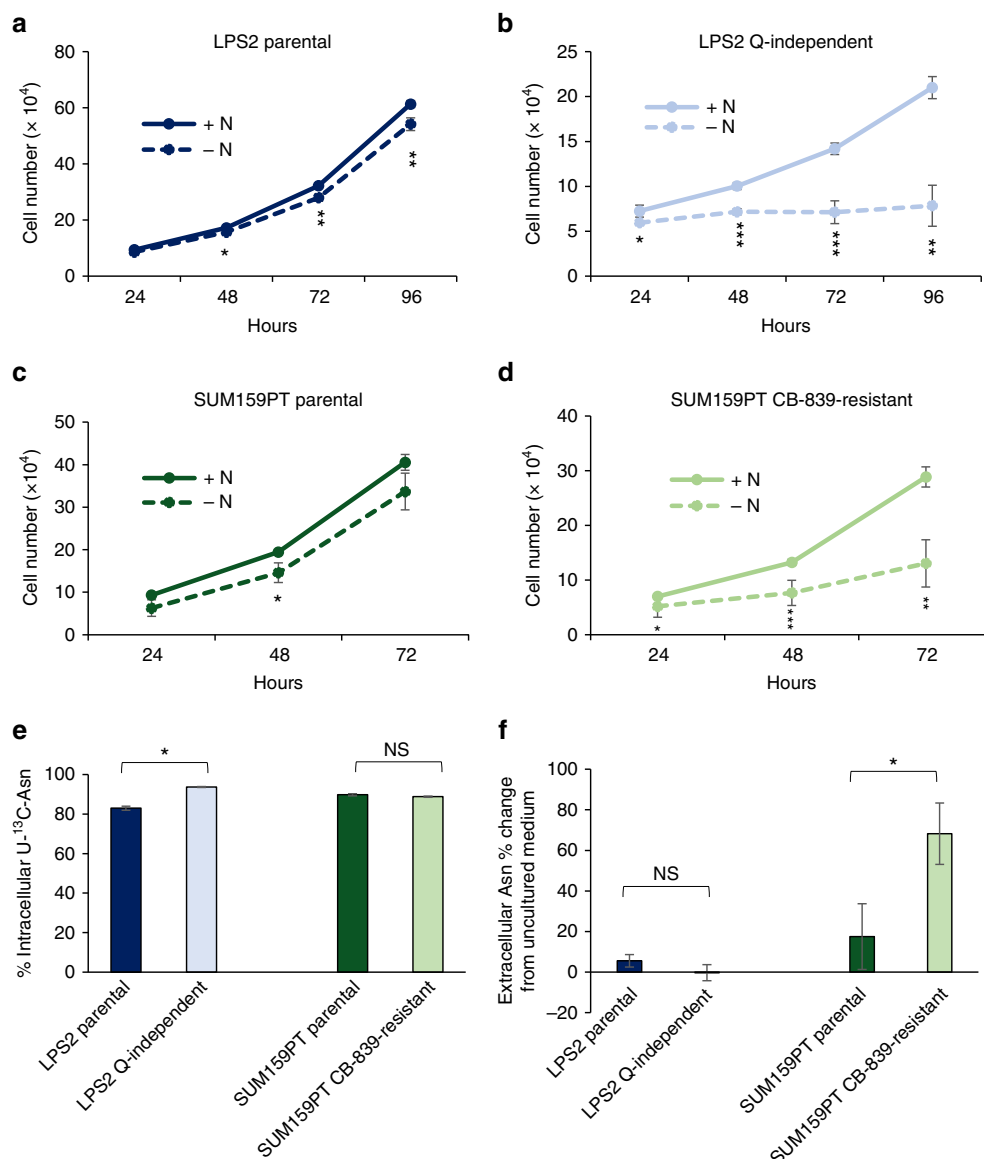 a
LPS2 parental
Cell number (× 10⁴)
80
60
40
20
0
+ N
– N
*
**
**
24 48 72 96
Hours
b
LPS2 Q-independent
Cell number (× 10⁴)
25
20
15
10
5
0
+ N
– N
*
***
***
**
24 48 72 96
Hours
c
SUM159PT parental
Cell number (×10⁴)
50
40
30
20
10
0
+ N
– N
*
24 48 72
Hours
d
SUM159PT CB-839-resistant
Cell number (× 10⁴)
40
30
20
10
0
+ N
– N
*
***
**
24 48 72
Hours
e
% Intracellular U-¹³C-Asn
100
80
60
40
20
0
*
NS
LPS2 parental
LPS2 Q-independent
SUM159PT parental
SUM159PT CB-839-resistant
f
Extracellular Asn % change
from uncultured medium
100
80
60
40
20
0
–20
NS
*
LPS2 parental
LPS2 Q-independent
SUM159PT parental
SUM159PT CB-839-resistant